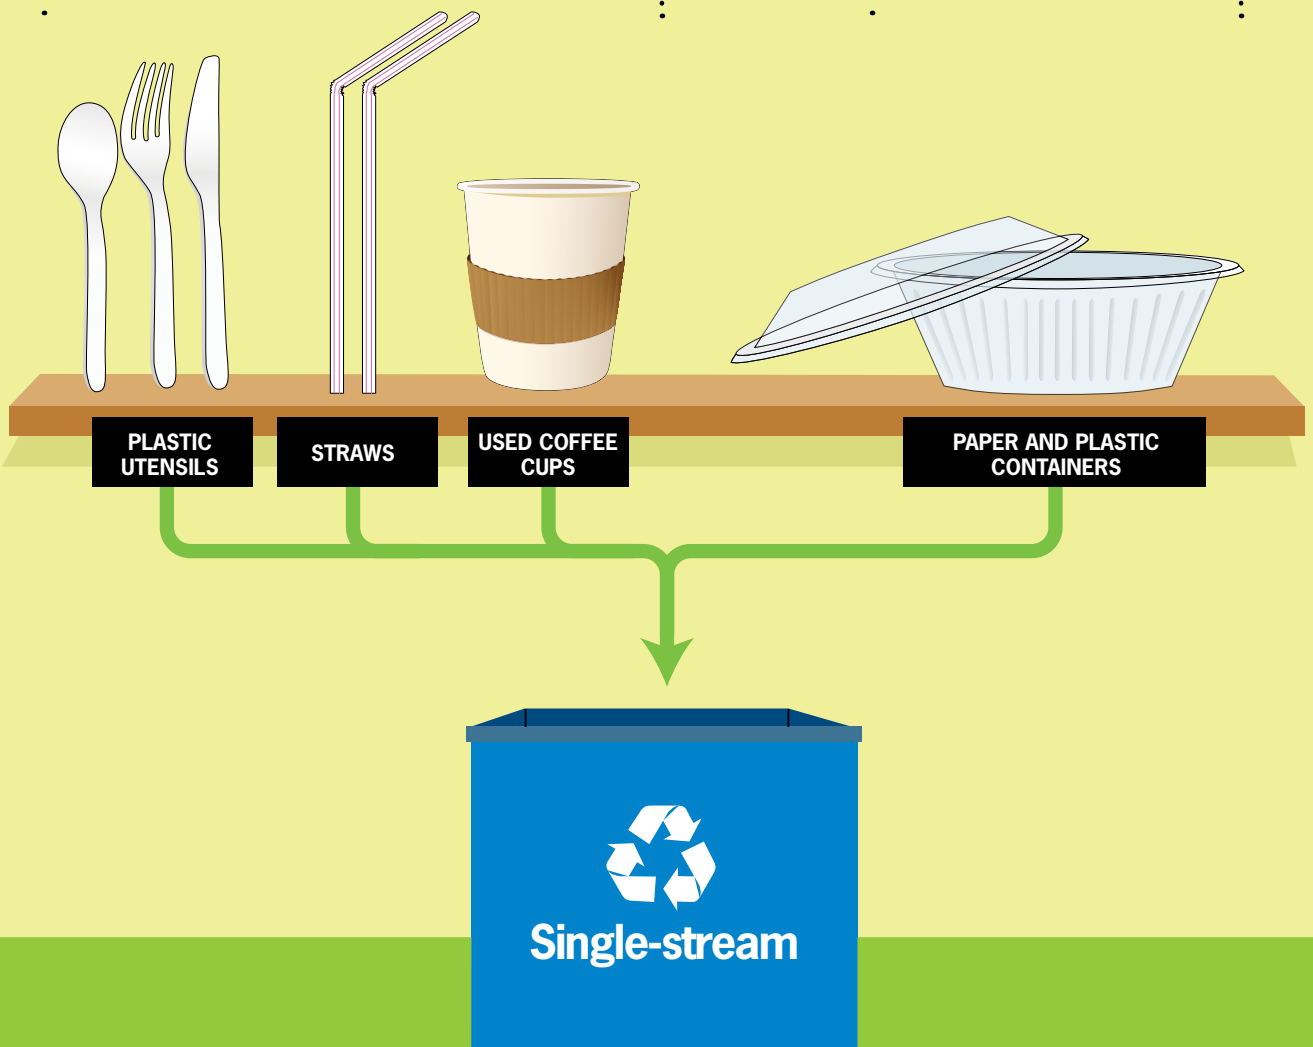 PLASTIC
UTENSILS
STRAWS
USED COFFEE
CUPS
PAPER AND PLASTIC
CONTAINERS
Single-stream